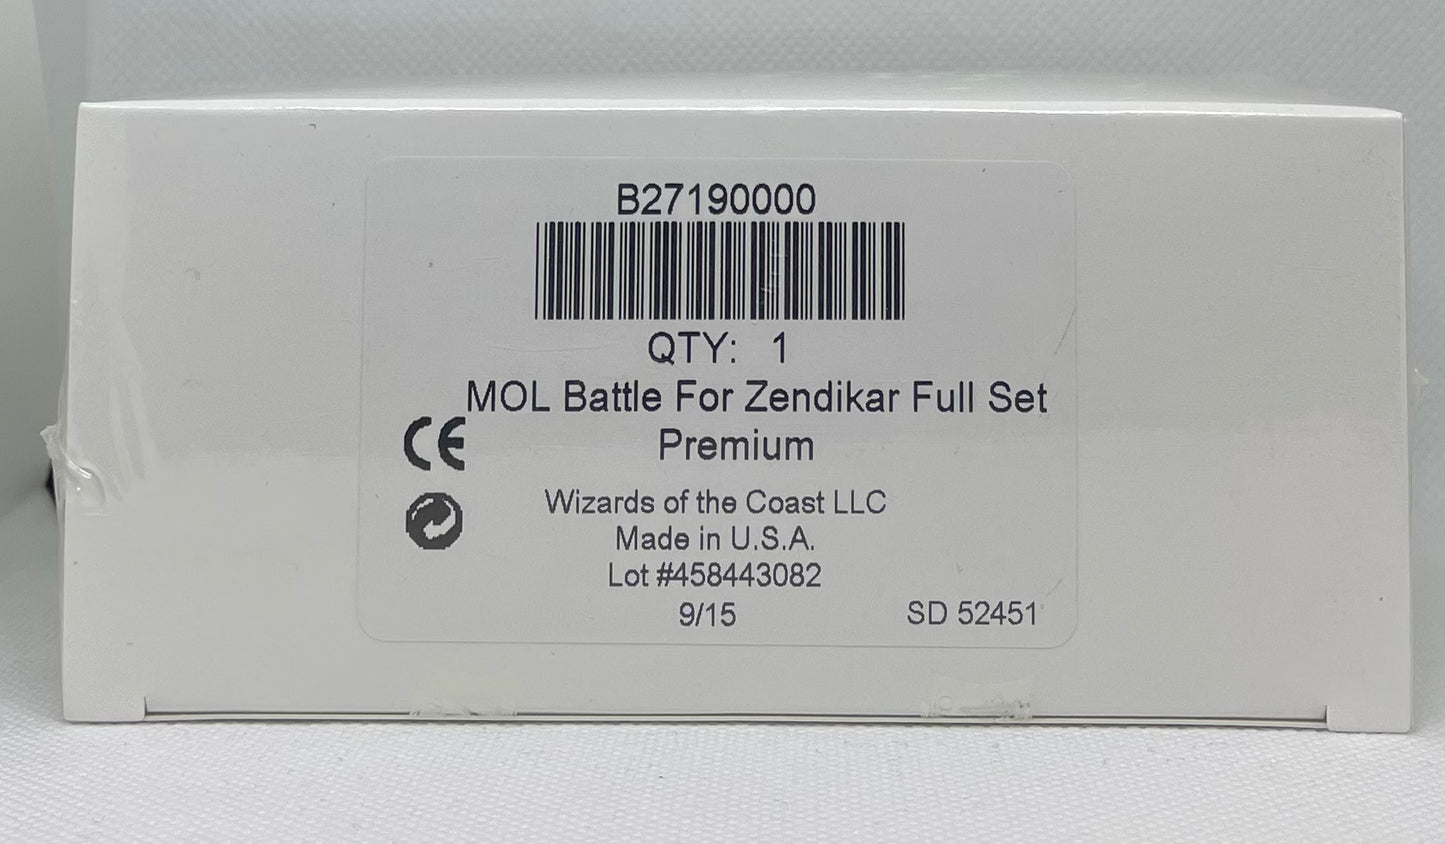 B27190000
QTY: 1
MOL Battle For Zendikar Full Set
Premium
CE
Wizards of the Coast LLC
Made in U.S.A.
Lot #458443082
9/15
SD 52451